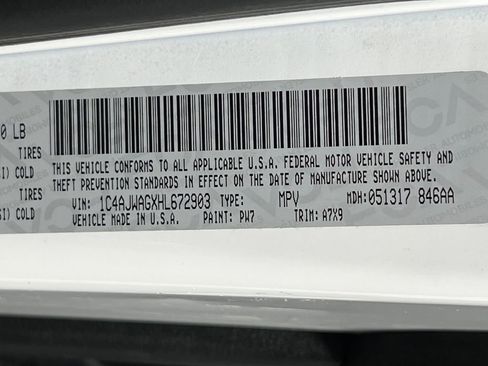 0 LB
TIRES
THIS VEHICLE CONFORMS TO ALL APPLICABLE U.S.A. FEDERAL MOTOR VEHICLE SAFETY AND
SI) COLD
THEFT PREVENTION STANDARDS IN EFFECT ON THE DATE OF MANUFACTURE SHOWN ABOVE.
TIRES
VIN: 1C4AJWAGXHL672903 TYPE: MPV MDH:051317 846AA
SI) COLD
VEHICLE MADE IN U.S.A. PAINT: PW7 TRIM: A7X9